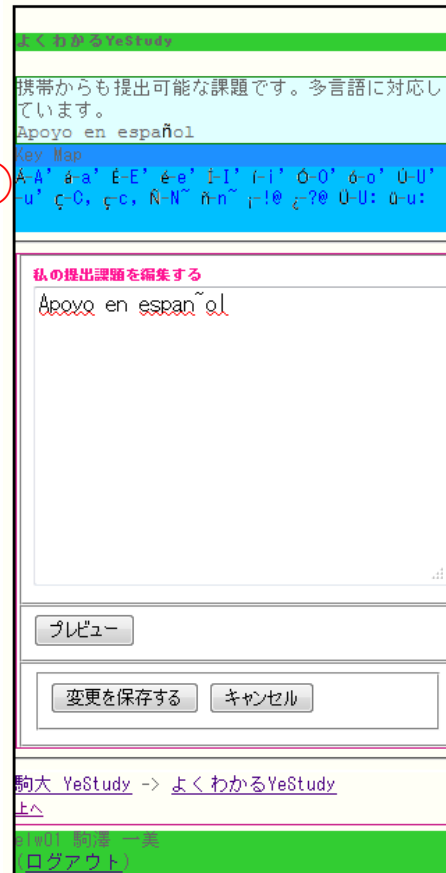 よくわかるYeStudy
携帯からも提出可能な課題です。多言語に対応し
ています。
Apoyo en español
Key Map
Á-A' á-a' É-E' é-e' Í-I' í-i' Ó-O' ó-o' Ú-U'
-u' ç-C, ç-c, Ñ-N~ ñ-n~ ¡-!@ ¿-?@ Ü-U: ü-u:
私の提出課題を編集する
Apoyo en espan~ol
プレビュー
変更を保存する キャンセル
駒大 YeStudy -> よくわかるYeStudy
上へ
elw01 駒澤 一美
(ログアウト)